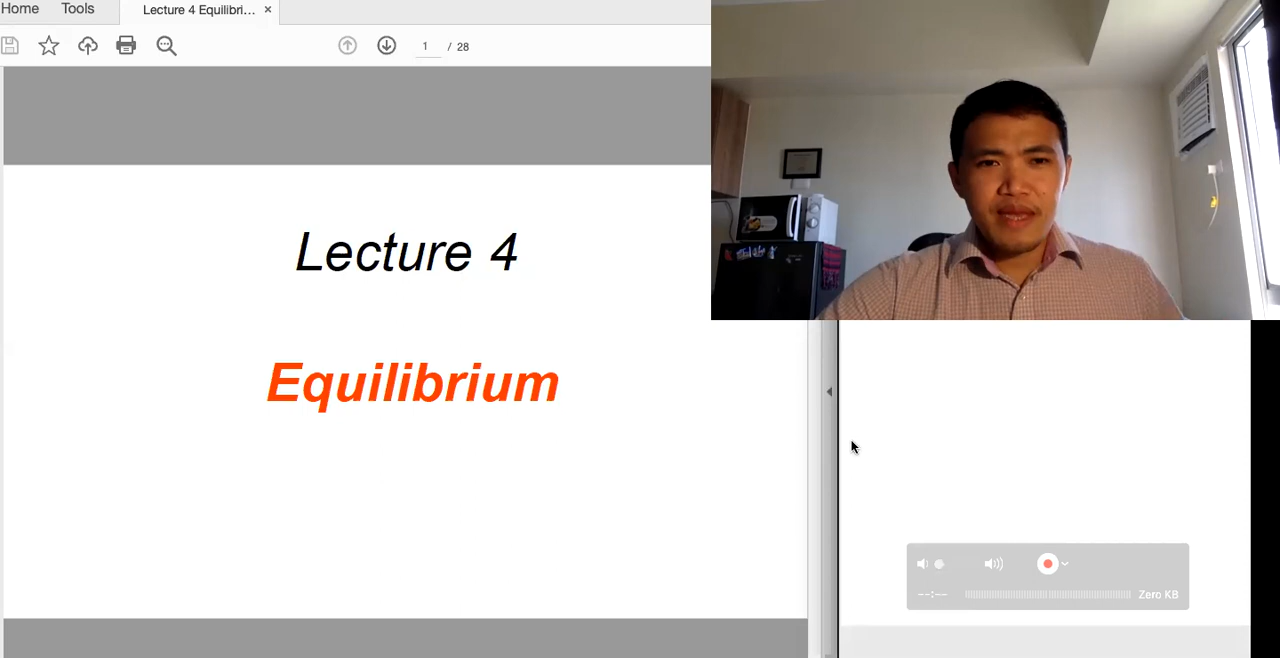 Home Tools Lecture 4 Equilibri... ×
1 / 28
Lecture 4
Equilibrium
--:-- Zero KB